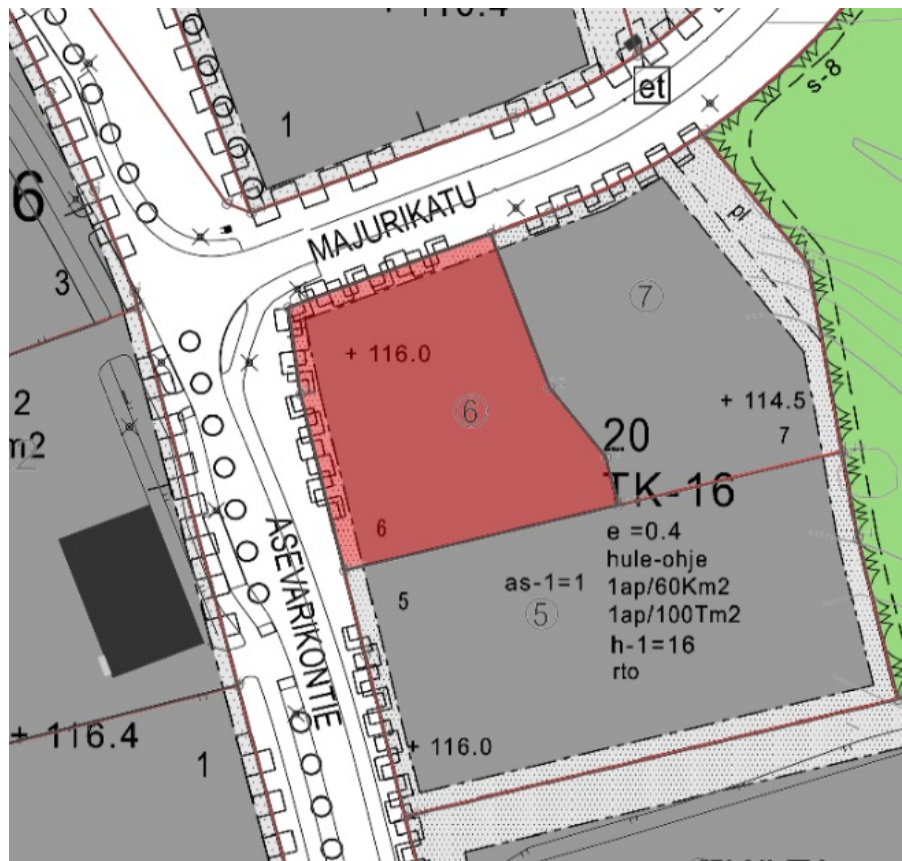 et
s-8
1
MAJURIKATU
6
pl
3
7
+ 116.0
6
+ 114.5
2
m2
20
7
TK-16
6
e =0.4
hule-ohje
as-1=1
1ap/60Km2
5
5
1ap/100Tm2
h-1=16
rto
ASEVARIKONTIE
+ 116.4
+ 116.0
1